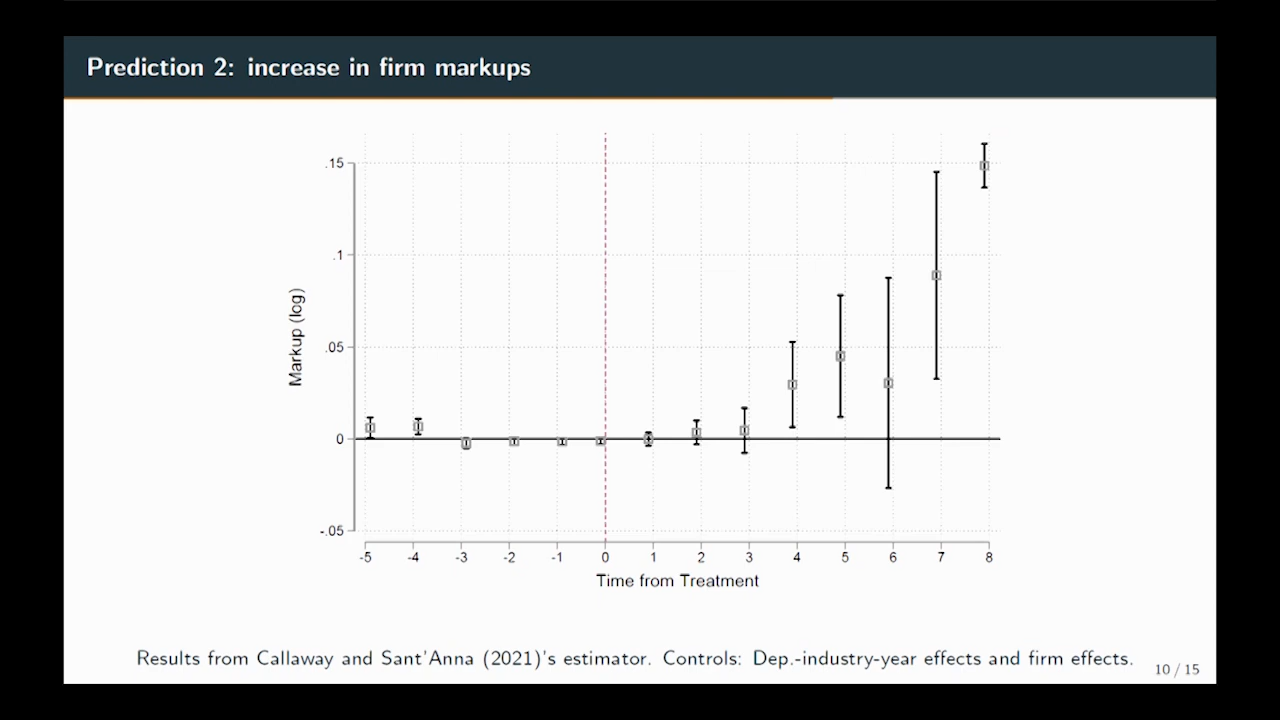 Prediction 2: increase in firm markups
.15
.1
.05
0
-.05
Markup (log)
-5 -4 -3 -2 -1 0 1 2 3 4 5 6 7 8
Time from Treatment
Results from Callaway and Sant'Anna (2021)'s estimator. Controls: Dep.-industry-year effects and firm effects.
10 / 15